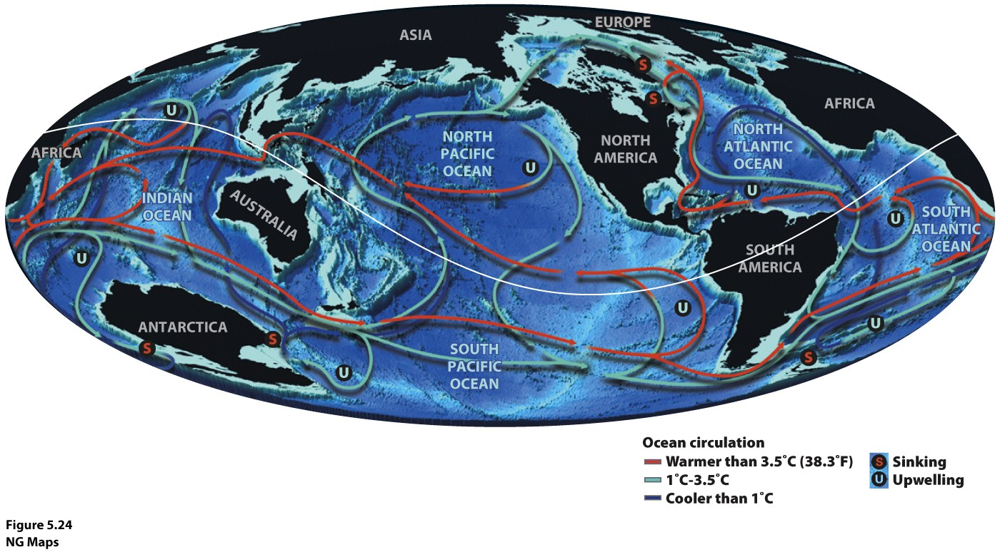 EUROPE
ASIA
S
S
AFRICA
U
NORTH
PACIFIC
OCEAN
NORTH
AMERICA
NORTH
ATLANTIC
OCEAN
AFRICA
U
U
INDIAN
OCEAN
AUSTRALIA
U
SOUTH
ATLANTIC
OCEAN
U
SOUTH
AMERICA
U
U
ANTARCTICA
S
S
U
SOUTH
PACIFIC
OCEAN
S
Ocean circulation
Warmer than 3.5˚C (38.3˚F)
1˚C-3.5˚C
Cooler than 1˚C
S Sinking
U Upwelling
Figure 5.24
NG Maps